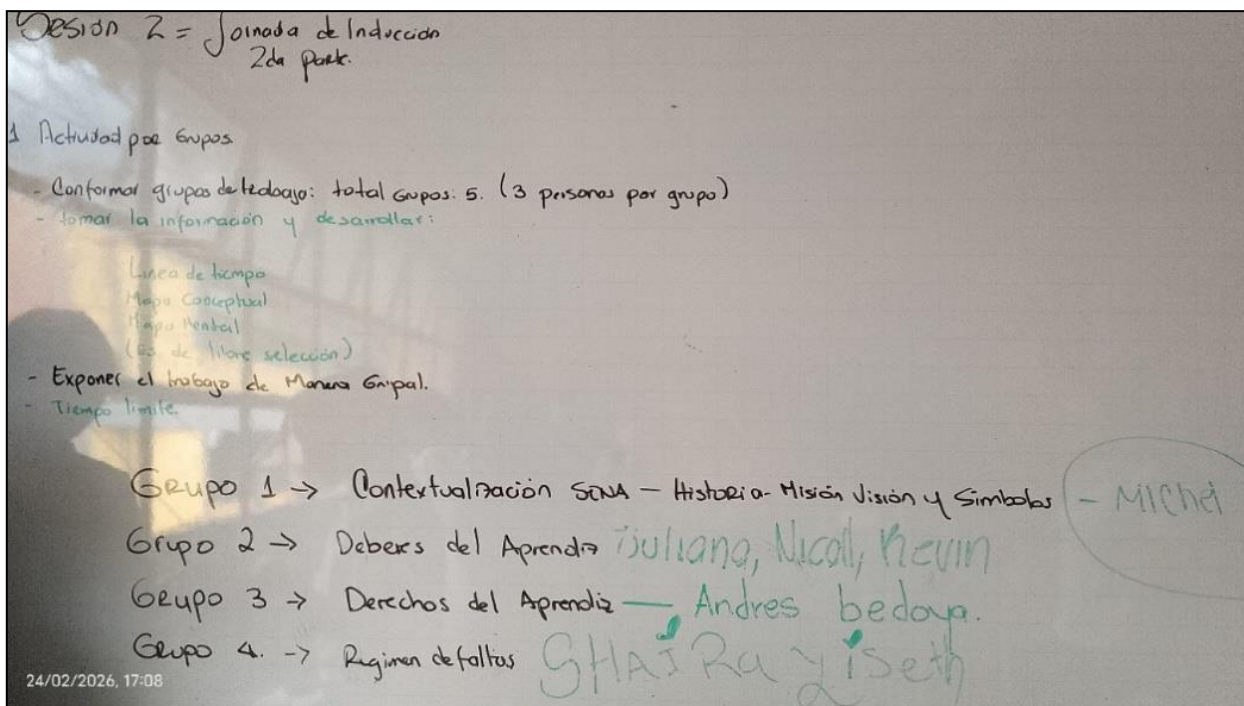 Sesión 2 = Jornada de Inducción
2da parte.
1 Actividad por Grupos
- Conformar grupos de trabajo: total Grupos: 5. (3 personas por grupo)
- tomar la información y desarrollar:
Linea de tiempo
Mapa Conceptual
Mapa Mental
(Es de libre selección)
- Exponer el trabajo de Manera Grupal.
- Tiempo limite.
GRUPO 1 → Contextualización SENA - Historia - Misión Visión y Simbolos - Michel
Grupo 2 → Deberes del Aprendiz Juliana, Nicoll, Kevin
GRUPO 3 → Derechos del Aprendiz — Andres bedoya.
GRUPO 4. → Regimen de faltas SHAJRa YiSeth
24/02/2026, 17:08